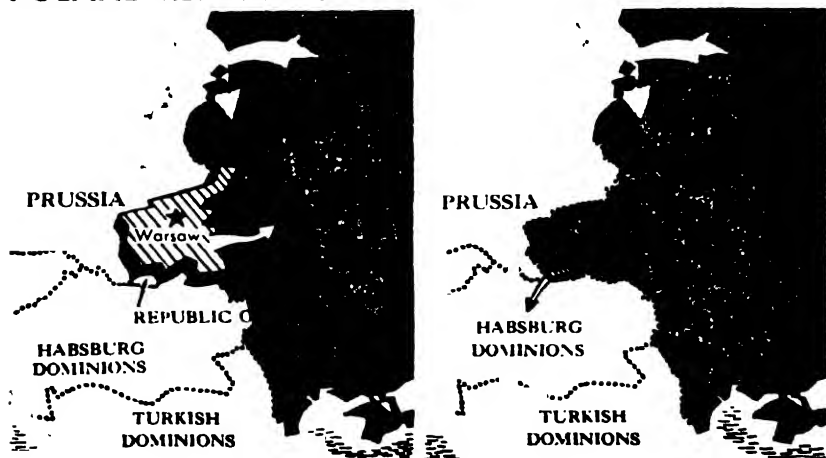 PRUSSIA
Warsaw
REPUBLIC O
HABSBURG
DOMINIONS
TURKISH
DOMINIONS
PRUSSIA
HABSBURG
DOMINIONS
TURKISH
DOMINIONS